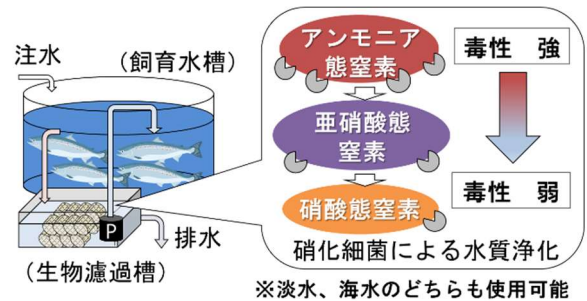 注水
（飼育水槽）
P
排水
（生物濾過槽）
アンモニア
態窒素
亜硝酸態
窒素
硝酸態窒素
毒性　強
毒性　弱
硝化細菌による水質浄化
※淡水、海水のどちらも使用可能